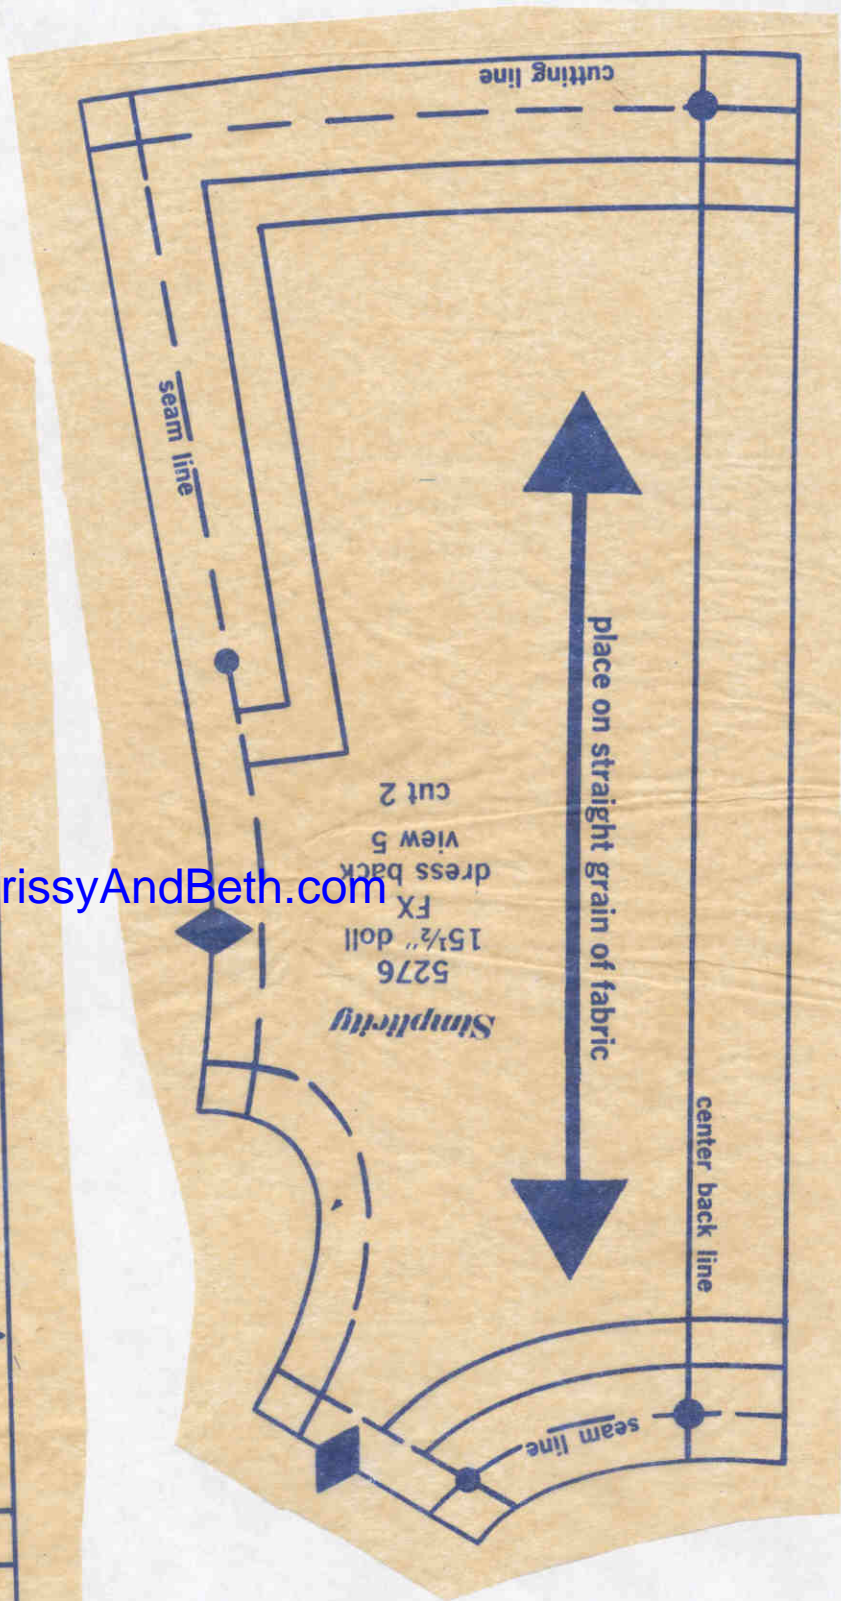 cutting line
seam line
place on straight grain of fabric
Simplicity
5276
15½" doll
FX
dress back
view 5
cut 2
center back line
seam line
rissyAndBeth.com